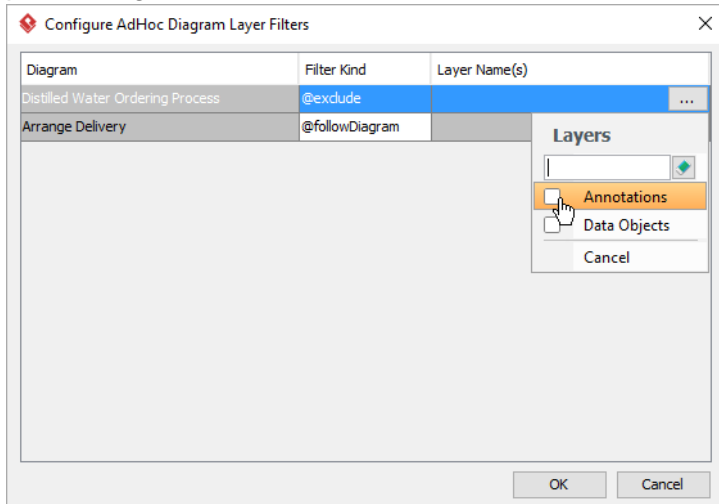 Configure AdHoc Diagram Layer Filters
Diagram Filter Kind Layer Name(s)
Distilled Water Ordering Process @exclude ...
Arrange Delivery @followDiagram
Layers
Annotations
Data Objects
Cancel
OK Cancel